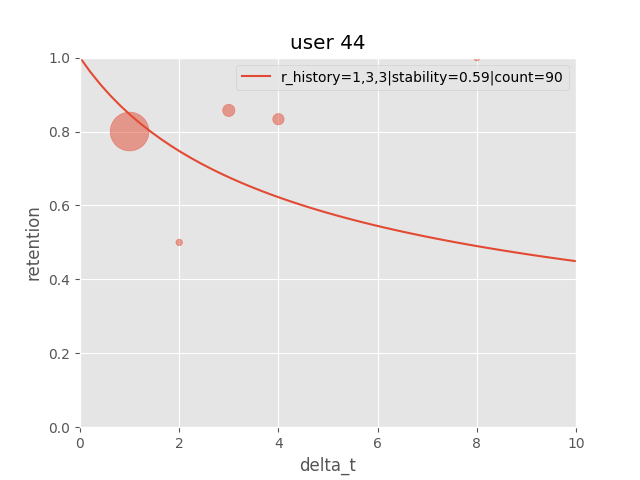 user 44
r_history=1,3,3|stability=0.59|count=90
1.0
0.8
0.6
0.4
0.2
0.0
retention
0 2 4 6 8 10
delta_t